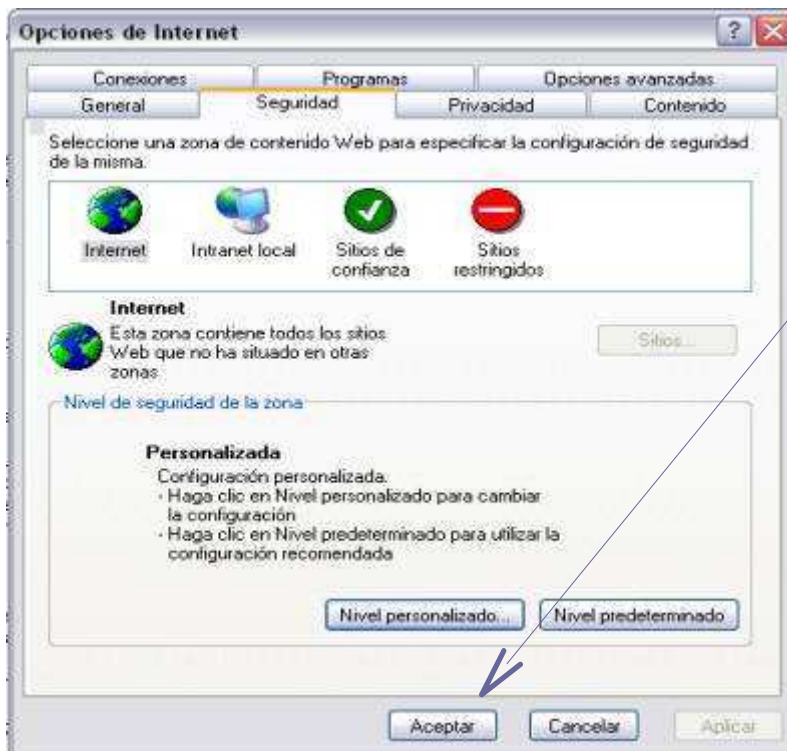 Opciones de Internet
Conexiones Programas Opciones avanzadas
General Seguridad Privacidad Contenido
Seleccione una zona de contenido Web para especificar la configuración de seguridad
de la misma.
Internet Intranet local Sitios de confianza Sitios restringidos
Internet
Esta zona contiene todos los sitios
Web que no ha situado en otras
zonas
Sitios...
Nivel de seguridad de la zona
Personalizada
Configuración personalizada.
· Haga clic en Nivel personalizado para cambiar
la configuración
· Haga clic en Nivel predeterminado para utilizar la
configuración recomendada
Nivel personalizado... Nivel predeterminado
Aceptar Cancelar Aplicar